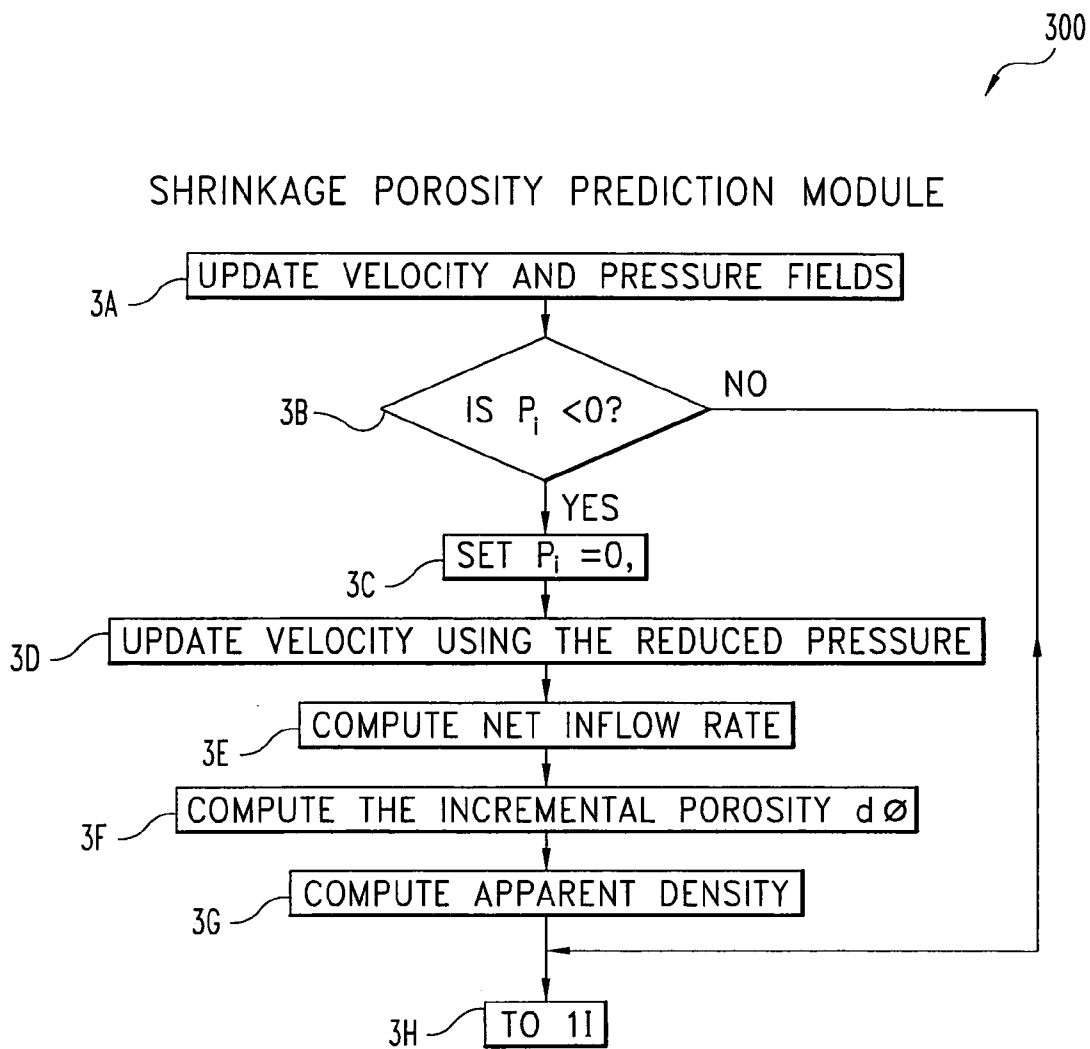 300
SHRINKAGE POROSITY PREDICTION MODULE
UPDATE VELOCITY AND PRESSURE FIELDS
3A
IS Pi <0?
NO
3B
YES
SET Pi =0,
3C
UPDATE VELOCITY USING THE REDUCED PRESSURE
3D
COMPUTE NET INFLOW RATE
3E
COMPUTE THE INCREMENTAL POROSITY dØ
3F
COMPUTE APPARENT DENSITY
3G
TO 1I
3H